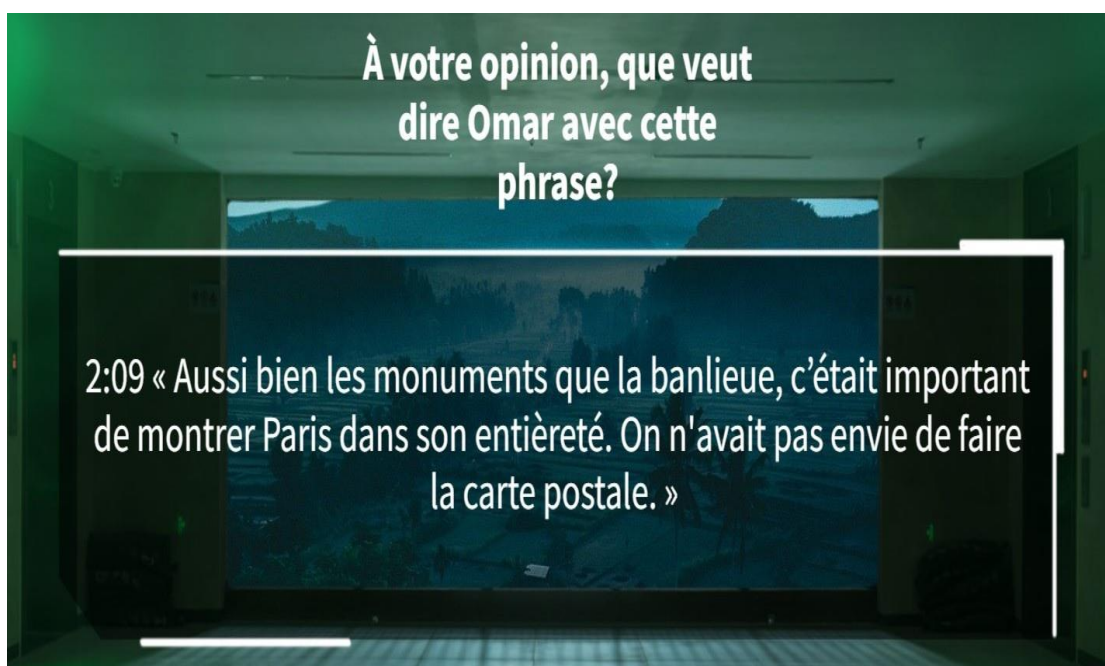 À votre opinion, que veut
dire Omar avec cette
phrase?
2:09 « Aussi bien les monuments que la banlieue, c’était important
de montrer Paris dans son entièreté. On n'avait pas envie de faire
la carte postale. »